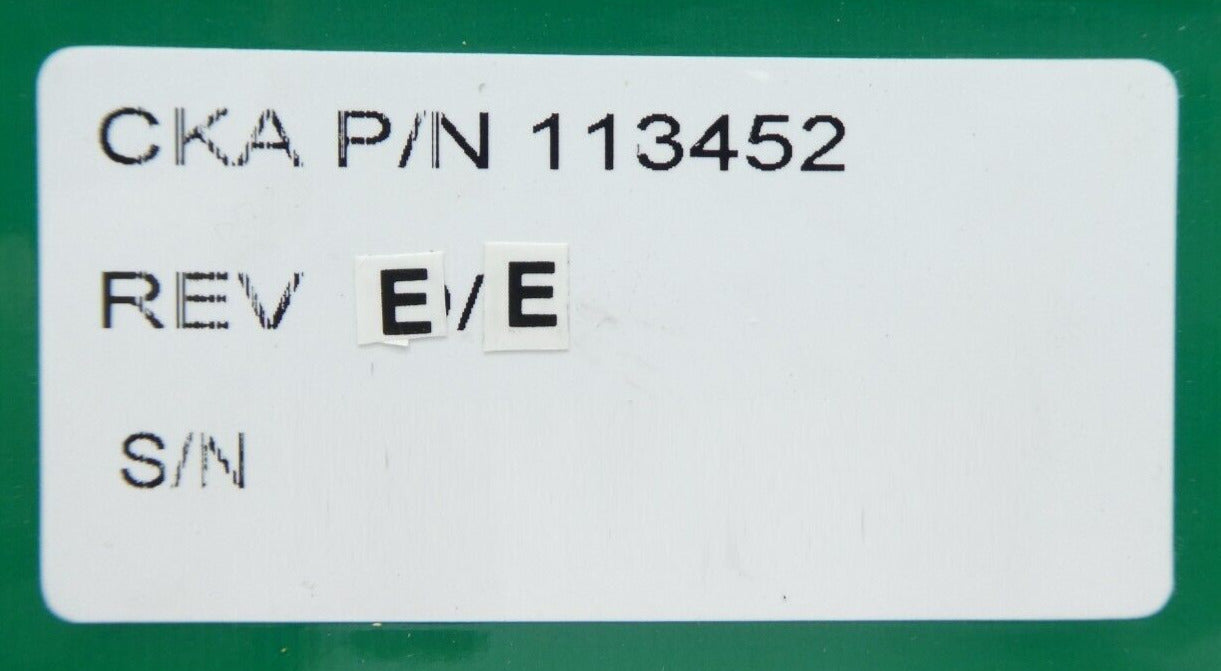 CKA P/N 113452
REV E/E
S/N